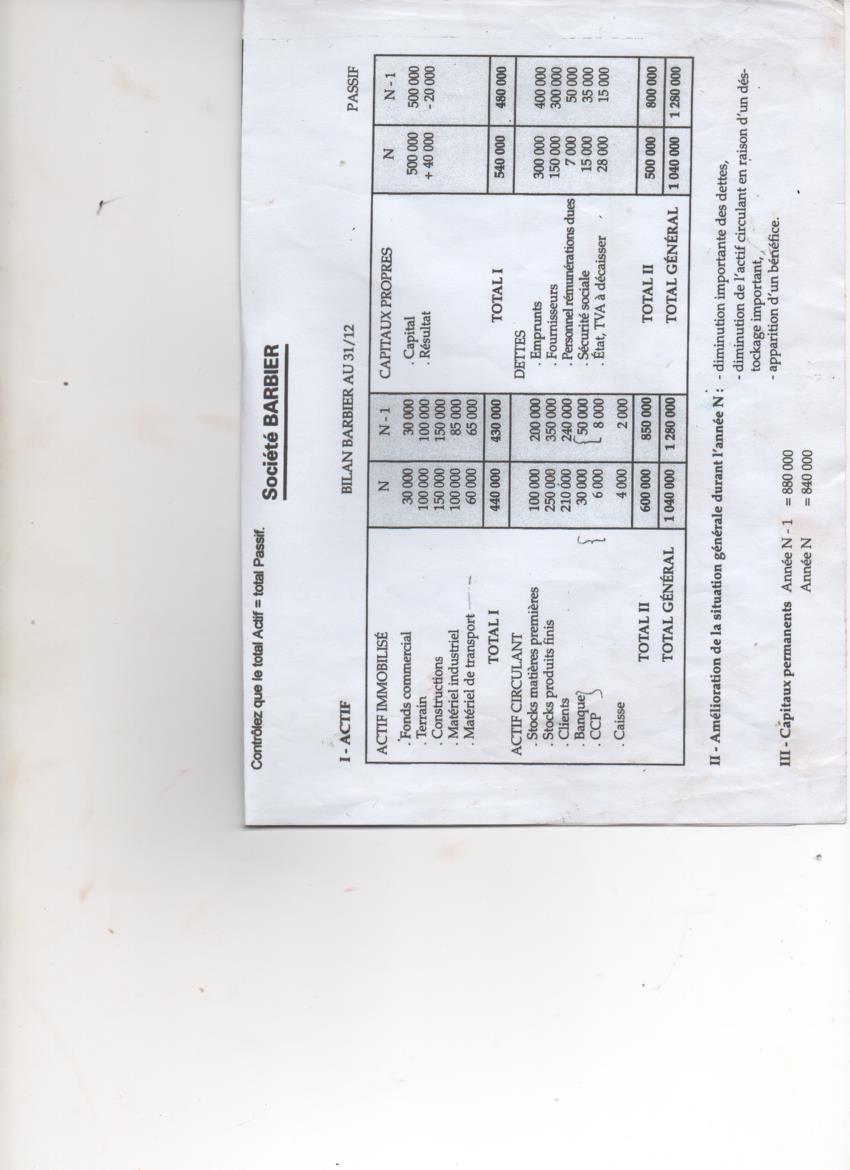 Contrôlez que le total Actif = total Passif.
Société BARBIER
I - ACTIF BILAN BARBIER AU 31/12 PASSIF
ACTIF IMMOBILISÉ N N - 1 CAPITAUX PROPRES N N - 1
. Fonds commercial 30 000 30 000 . Capital 500 000 500 000
. Terrain 100 000 100 000 . Résultat + 40 000 - 20 000
. Constructions 150 000 150 000
. Matériel industriel 100 000 85 000
. Matériel de transport 60 000 65 000
TOTAL I 440 000 430 000 TOTAL I 540 000 480 000
ACTIF CIRCULANT DETTES
. Stocks matières premières 100 000 200 000 . Emprunts 300 000 400 000
. Stocks produits finis 250 000 350 000 . Fournisseurs 150 000 300 000
. Clients 210 000 240 000 . Personnel rémunérations dues 7 000 50 000
. Banque 30 000 50 000 . Sécurité sociale 15 000 35 000
. CCP 6 000 8 000 . État, TVA à décaisser 28 000 15 000
. Caisse 4 000 2 000
TOTAL II 600 000 850 000 TOTAL II 500 000 800 000
TOTAL GÉNÉRAL 1 040 000 1 280 000 TOTAL GÉNÉRAL 1 040 000 1 280 000
II - Amélioration de la situation générale durant l'année N : - diminution importante des dettes,
- diminution de l'actif circulant en raison d'un dés-
tockage important,
- apparition d'un bénéfice.
III - Capitaux permanents Année N - 1 = 880 000
Année N = 840 000